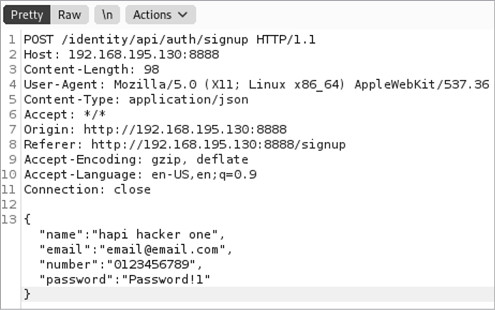 Pretty Raw \n Actions
1 POST /identity/api/auth/signup HTTP/1.1
2 Host: 192.168.195.130:8888
3 Content-Length: 98
4 User-Agent: Mozilla/5.0 (X11; Linux x86_64) AppleWebKit/537.36
5 Content-Type: application/json
6 Accept: */*
7 Origin: http://192.168.195.130:8888
8 Referer: http://192.168.195.130:8888/signup
9 Accept-Encoding: gzip, deflate
10 Accept-Language: en-US,en;q=0.9
11 Connection: close
12
13 {
"name":"hapi hacker one",
"email":"email@email.com",
"number":"0123456789",
"password":"Password!1"
}